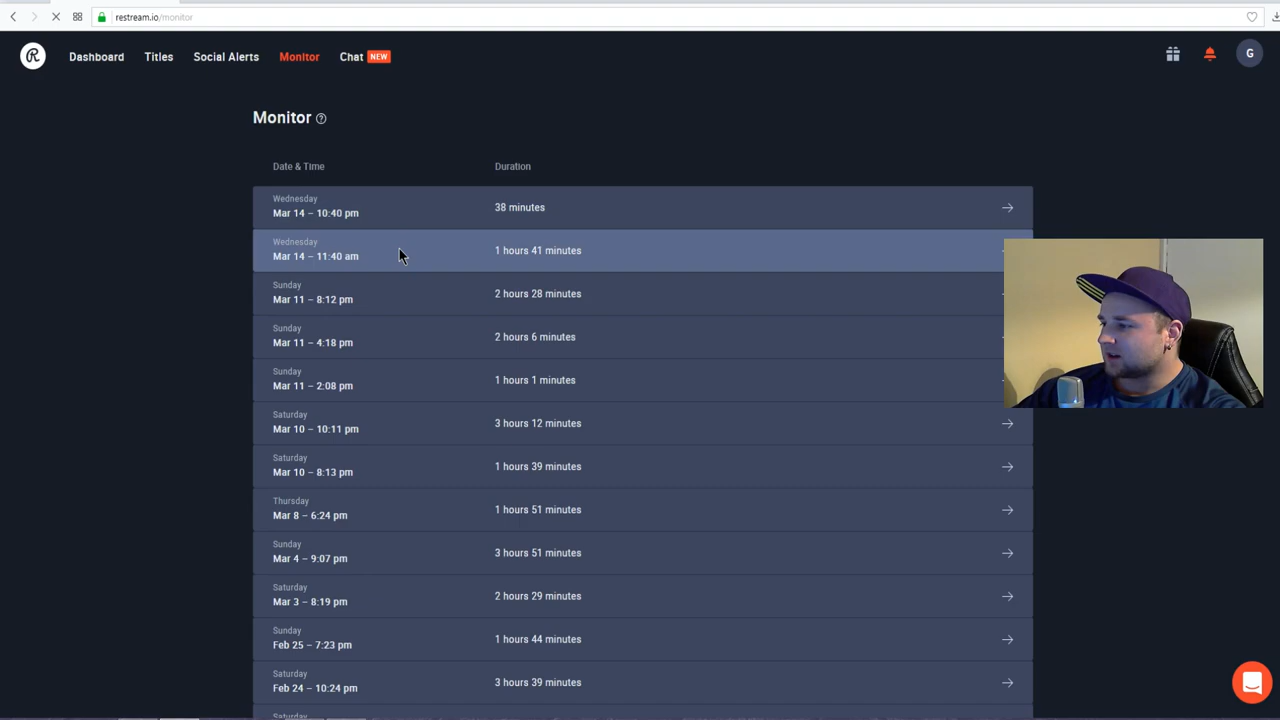 restream.io/monitor
R
Dashboard Titles Social Alerts Monitor Chat NEW
G
Monitor ?
Date & Time Duration
Wednesday
Mar 14 – 10:40 pm 38 minutes
Wednesday
Mar 14 – 11:40 am 1 hours 41 minutes
Sunday
Mar 11 – 8:12 pm 2 hours 28 minutes
Sunday
Mar 11 – 4:18 pm 2 hours 6 minutes
Sunday
Mar 11 – 2:08 pm 1 hours 1 minutes
Saturday
Mar 10 – 10:11 pm 3 hours 12 minutes
Saturday
Mar 10 – 8:13 pm 1 hours 39 minutes
Thursday
Mar 8 – 6:24 pm 1 hours 51 minutes
Sunday
Mar 4 – 9:07 pm 3 hours 51 minutes
Saturday
Mar 3 – 8:19 pm 2 hours 29 minutes
Sunday
Feb 25 – 7:23 pm 1 hours 44 minutes
Saturday
Feb 24 – 10:24 pm 3 hours 39 minutes
Saturday